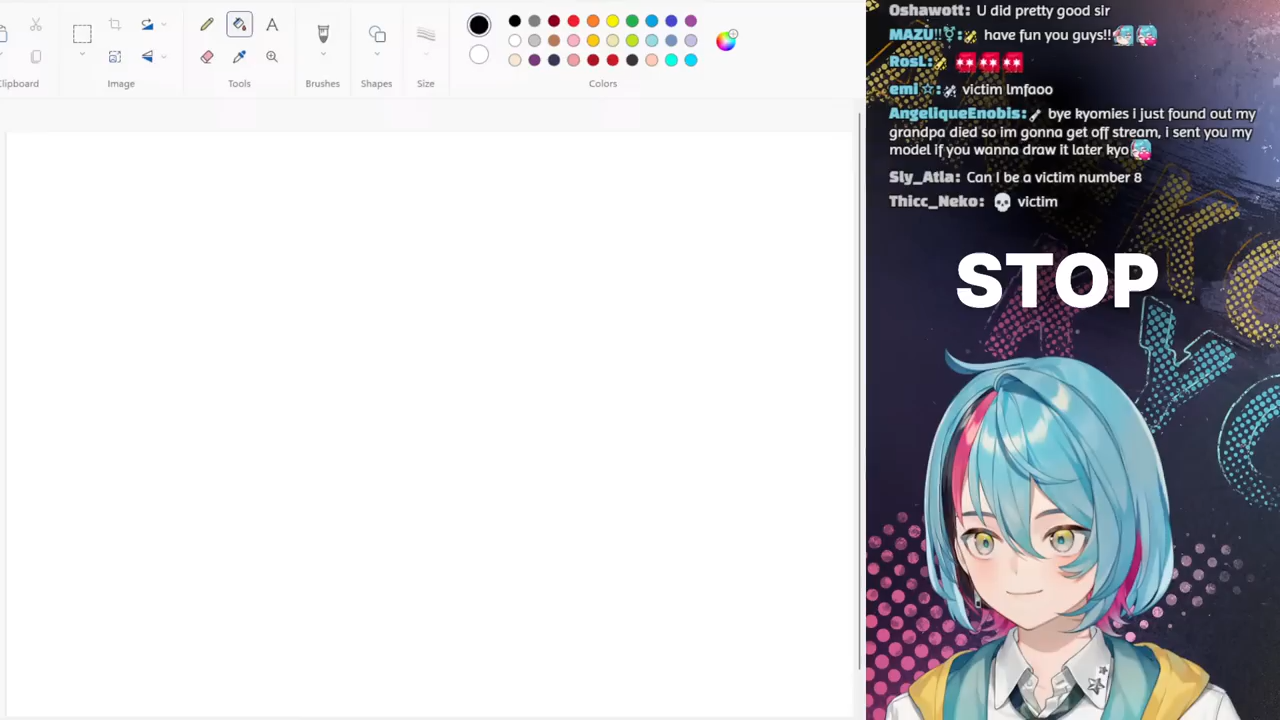 Clipboard
Image
Tools
Brushes
Shapes
Size
Colors
Oshawott: U did pretty good sir
MAZU!!: have fun you guys!!
RosL:
emi☆: victim lmfaoo
AngeliqueEnobis: bye kyomies i just found out my
grandpa died so im gonna get off stream, i sent you my
model if you wanna draw it later kyo
Sly_Atla: Can I be a victim number 8
Thicc_Neko: 💀 victim
STOP